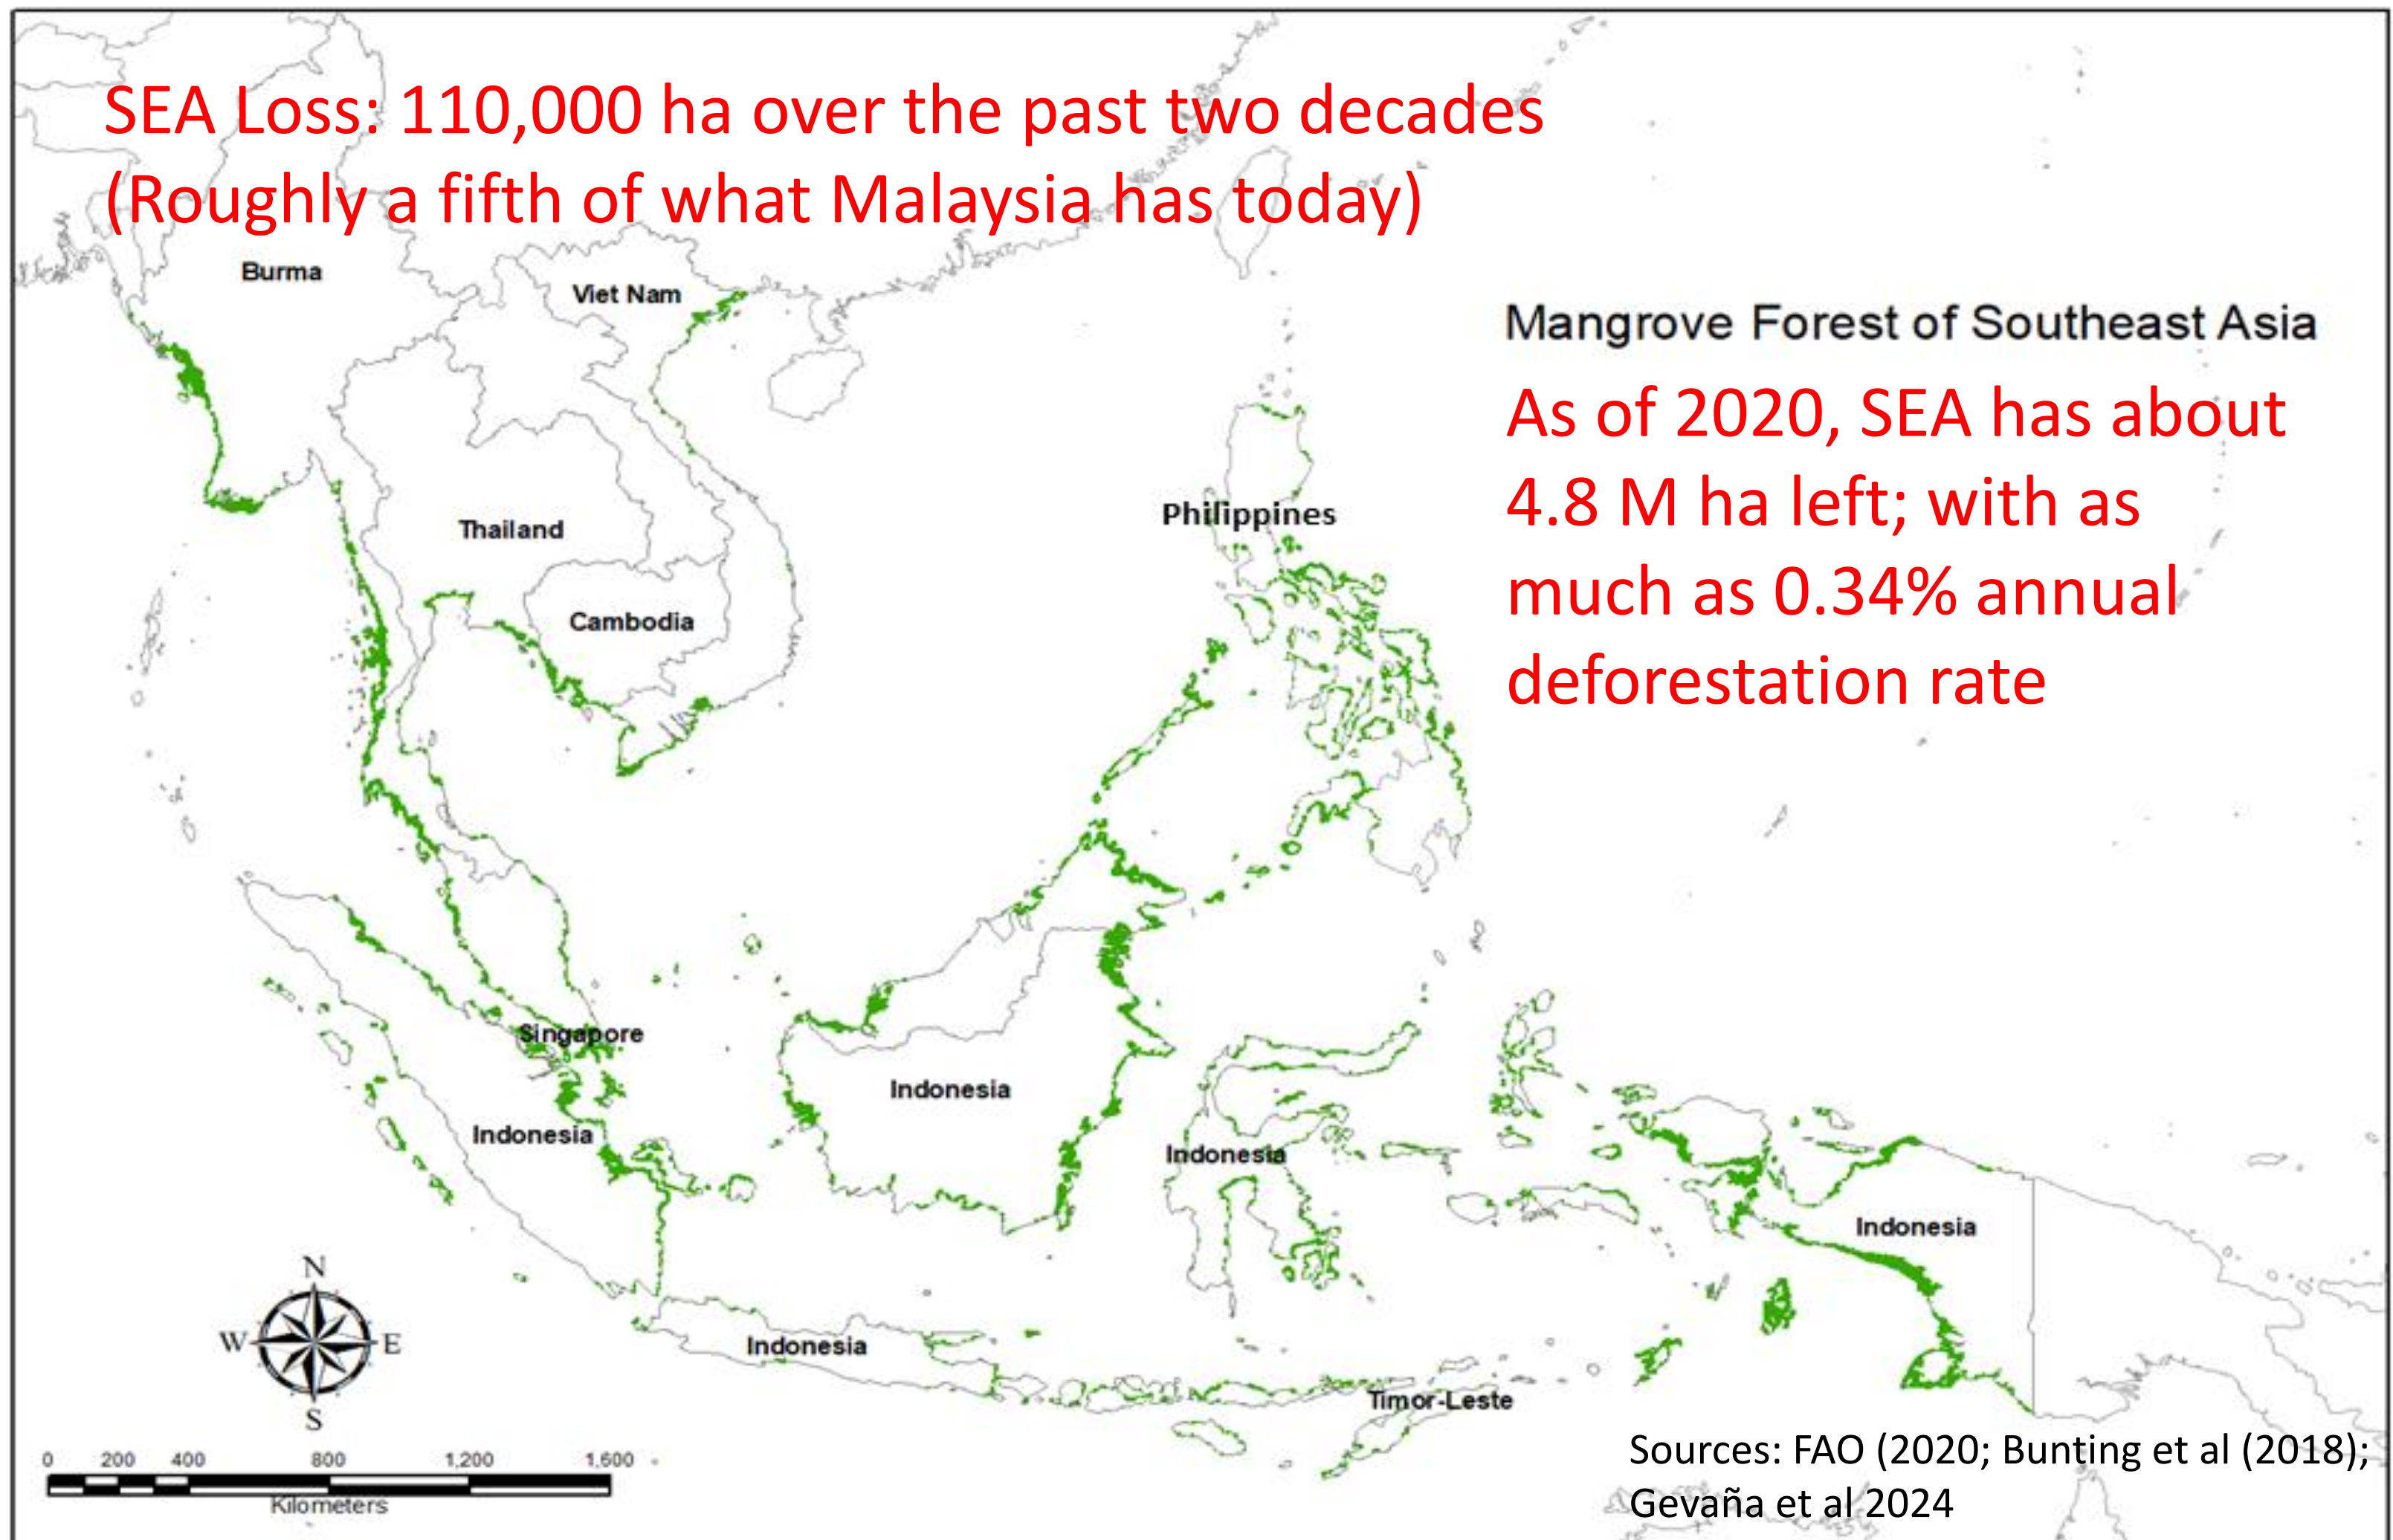 SEA Loss: 110,000 ha over the past two decades
(Roughly a fifth of what Malaysia has today)
Burma
Viet Nam
Mangrove Forest of Southeast Asia
As of 2020, SEA has about
4.8 M ha left; with as
much as 0.34% annual
deforestation rate
Philippines
Thailand
Cambodia
Singapore
Indonesia
Indonesia
Indonesia
Indonesia
Indonesia
Timor-Leste
N
W E
S
0 200 400 800 1,200 1,600
Kilometers
Sources: FAO (2020; Bunting et al (2018);
Gevaña et al 2024